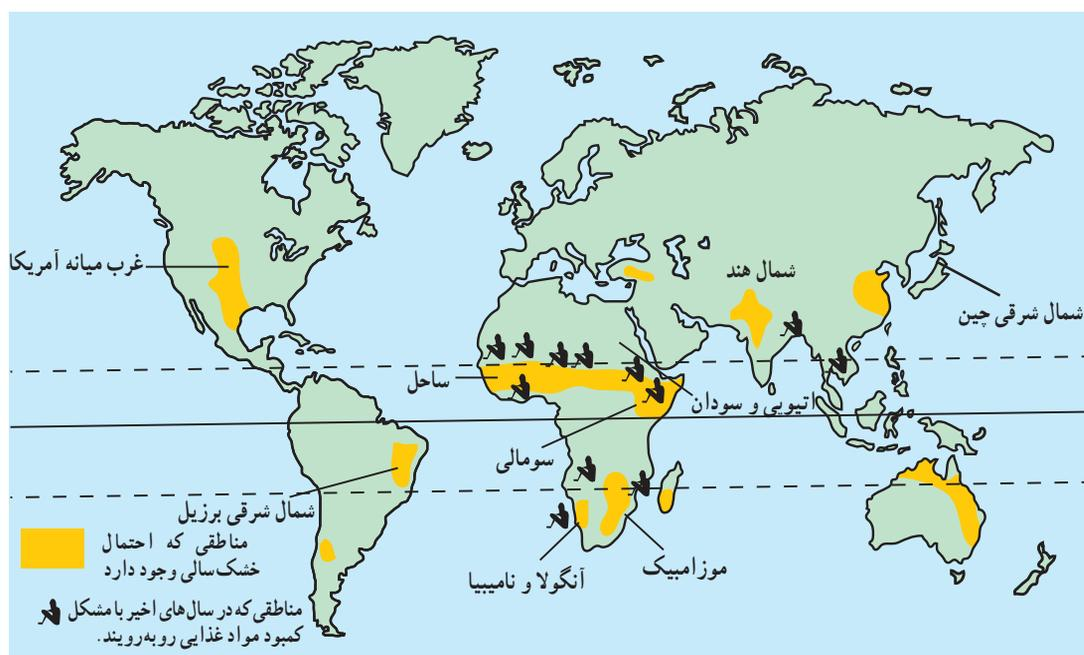 غرب میانه آمریکا
شمال هند
شمال شرقی چین
ساحل
اتیوپی و سودان
سومالی
شمال شرقی برزیل
موزامبیک
آنگولا و نامیبیا
مناطقی که احتمال
خشک‌سالی وجود دارد
مناطقی که در سال‌های اخیر با مشکل
کمبود مواد غذایی روبه‌رویند.